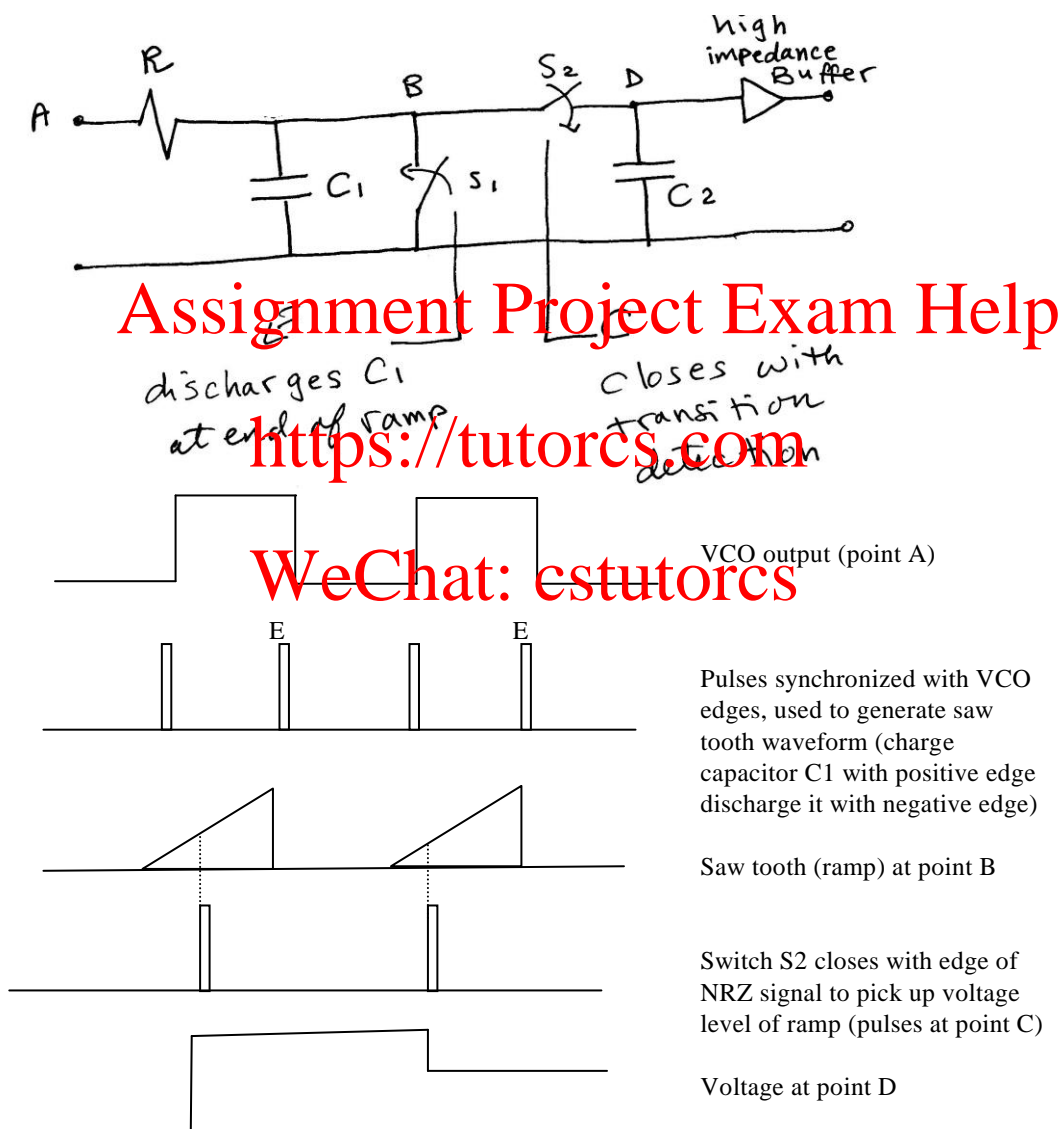 high
impedance
Buffer
R
S2
A
B
D
C1
S1
C2
Assignment Project Exam Help
E
C
discharges C1
at end of ramp
closes with
transition
detection
https://tutorcs.com
VCO output (point A)
WeChat: cstutorcs
E
E
Pulses synchronized with VCO
edges, used to generate saw
tooth waveform (charge
capacitor C1 with positive edge
discharge it with negative edge)
Saw tooth (ramp) at point B
Switch S2 closes with edge of
NRZ signal to pick up voltage
level of ramp (pulses at point C)
Voltage at point D